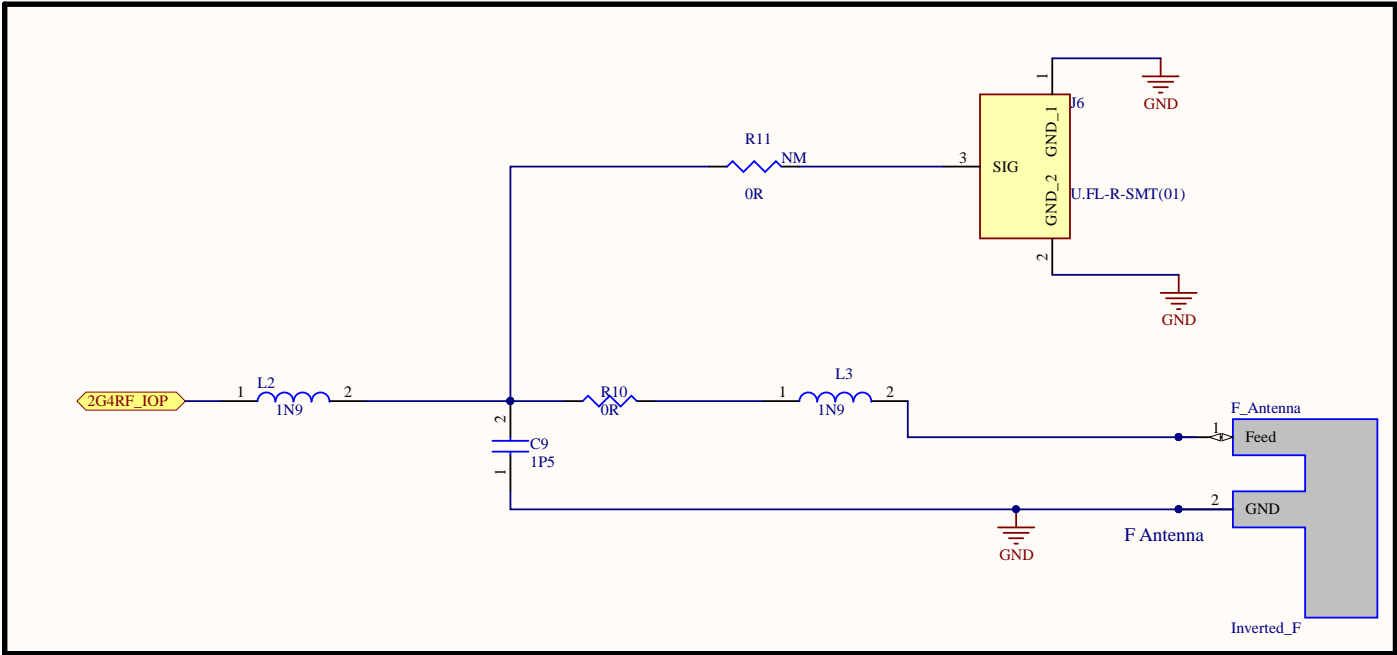 1
GND
J6
GND_1
R11
NM
0R
3
SIG
GND_2
U.FL-R-SMT(01)
2
GND
2G4RF_IOP
1
L2
2
1N9
R10
0R
1
L3
2
1N9
2
C9
1P5
1
F_Antenna
1
Feed
2
GND
GND
F Antenna
Inverted_F